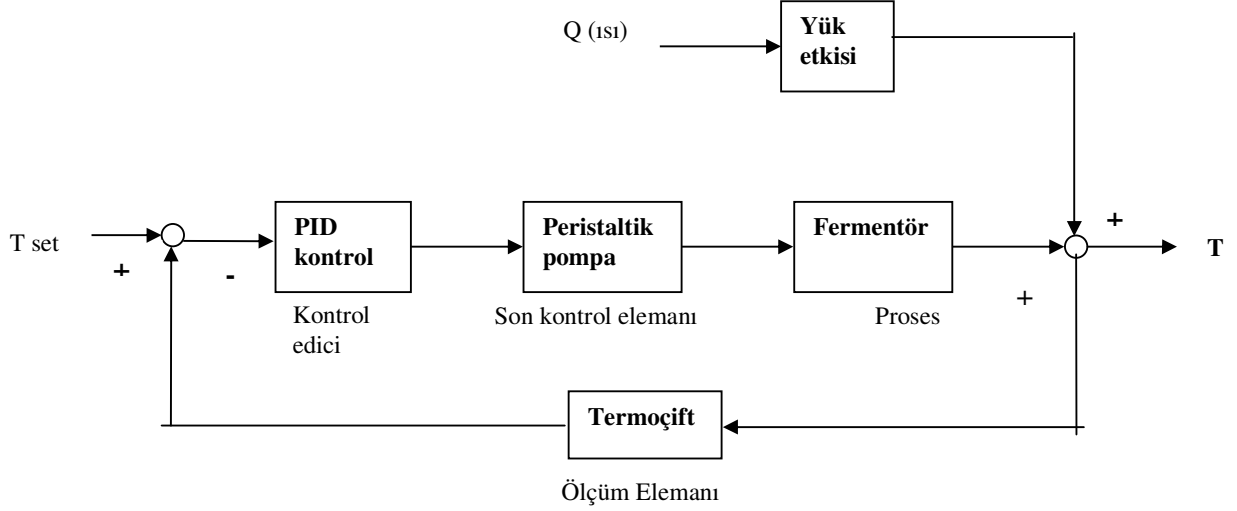 Q (ısı)
Yük
etkisi
T set
+
-
PID
kontrol
Kontrol
edici
Peristaltik
pompa
Son kontrol elemanı
Fermentör
Proses
+
+
T
Termoçift
Ölçüm Elemanı